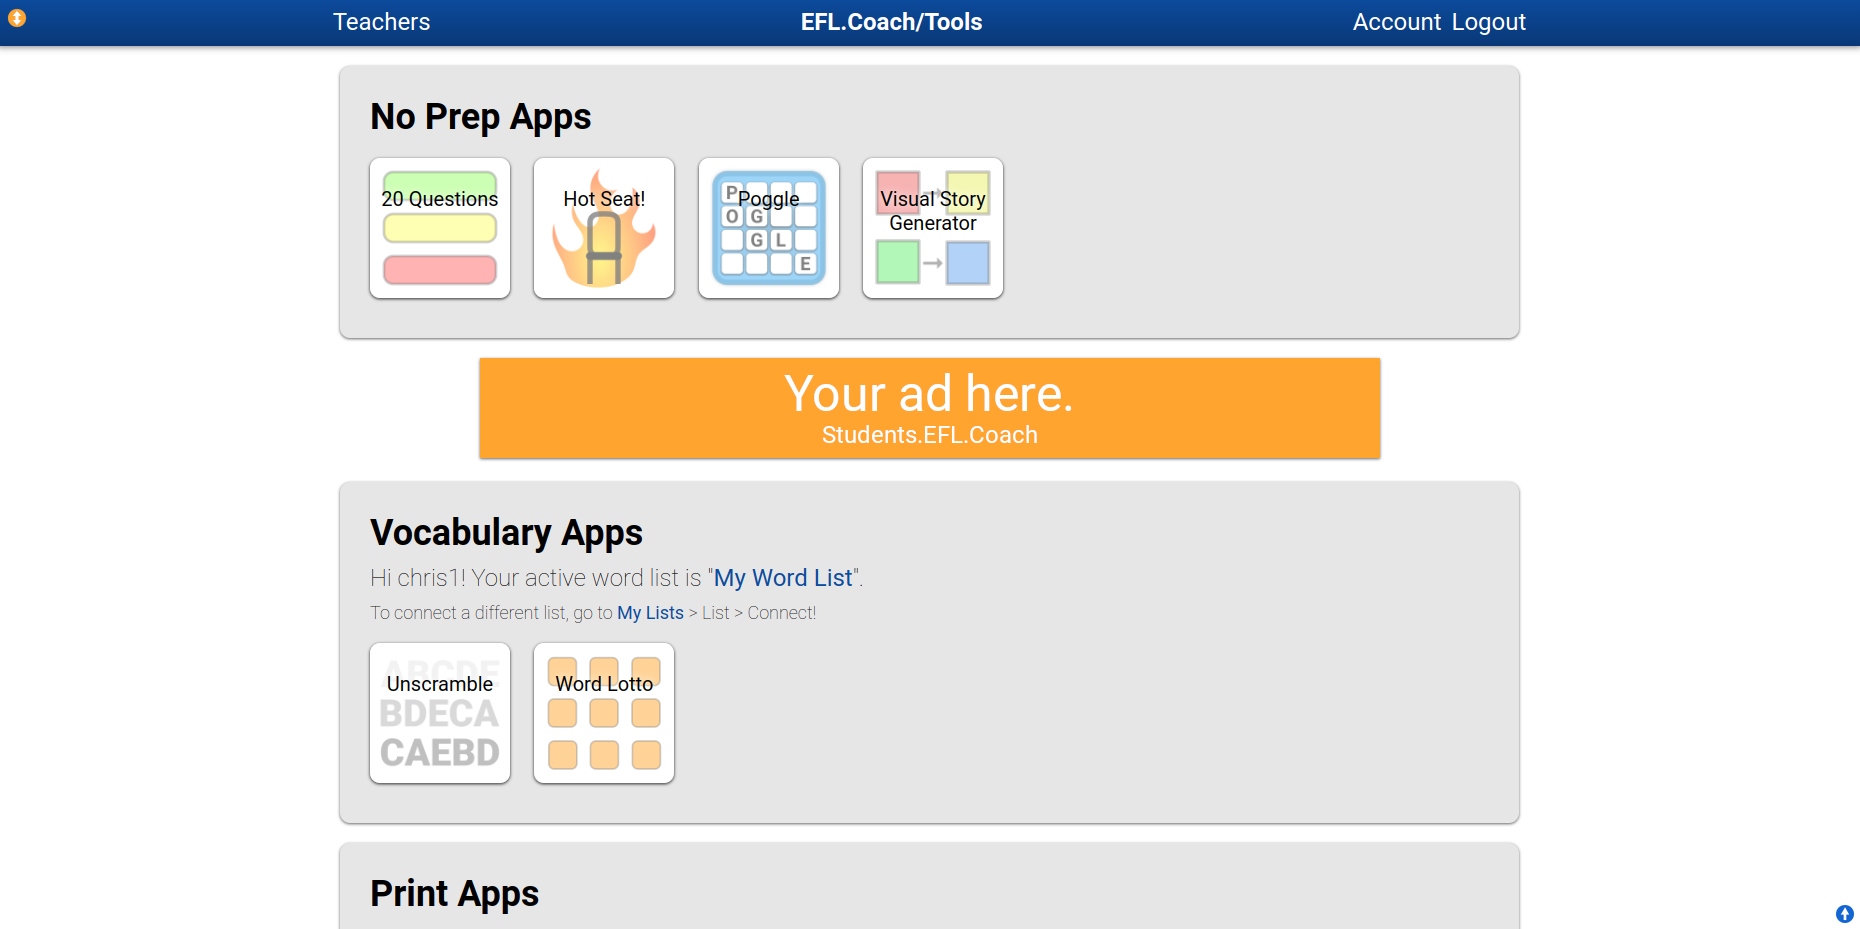 Teachers
EFL.Coach/Tools
Account Logout
No Prep Apps
20 Questions
Hot Seat!
P
Poggle
O G
G L
E
Visual Story
Generator
Your ad here.
Students.EFL.Coach
Vocabulary Apps
Hi chris1! Your active word list is "My Word List".
To connect a different list, go to My Lists > List > Connect!
ABCDE
Unscramble
BDECA
CAEBD
Word Lotto
Print Apps